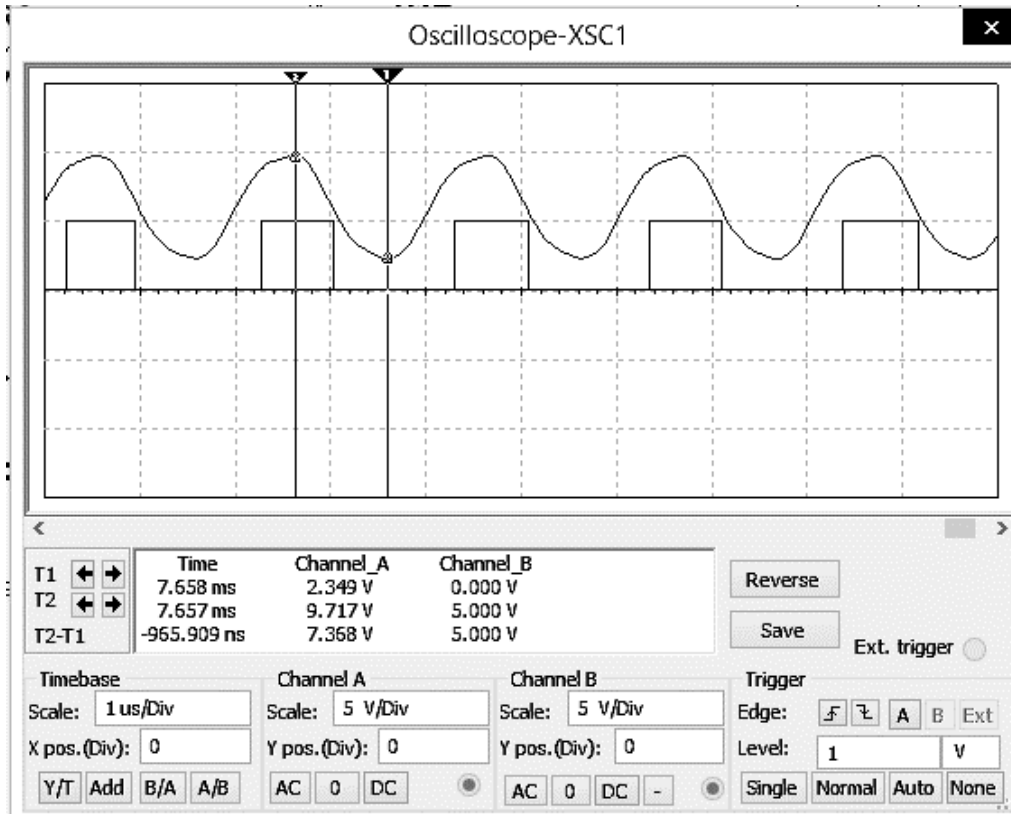 Oscilloscope-XSC1
2 1
T1
T2
T2-T1
Time Channel_A Channel_B
7.658 ms 2.349 V 0.000 V
7.657 ms 9.717 V 5.000 V
-965.909 ns 7.368 V 5.000 V
Reverse
Save
Ext. trigger
Timebase
Scale: 1 us/Div
X pos.(Div): 0
Y/T Add B/A A/B
Channel A
Scale: 5 V/Div
Y pos.(Div): 0
AC 0 DC
Channel B
Scale: 5 V/Div
Y pos.(Div): 0
AC 0 DC -
Trigger
Edge: A B Ext
Level: 1 V
Single Normal Auto None